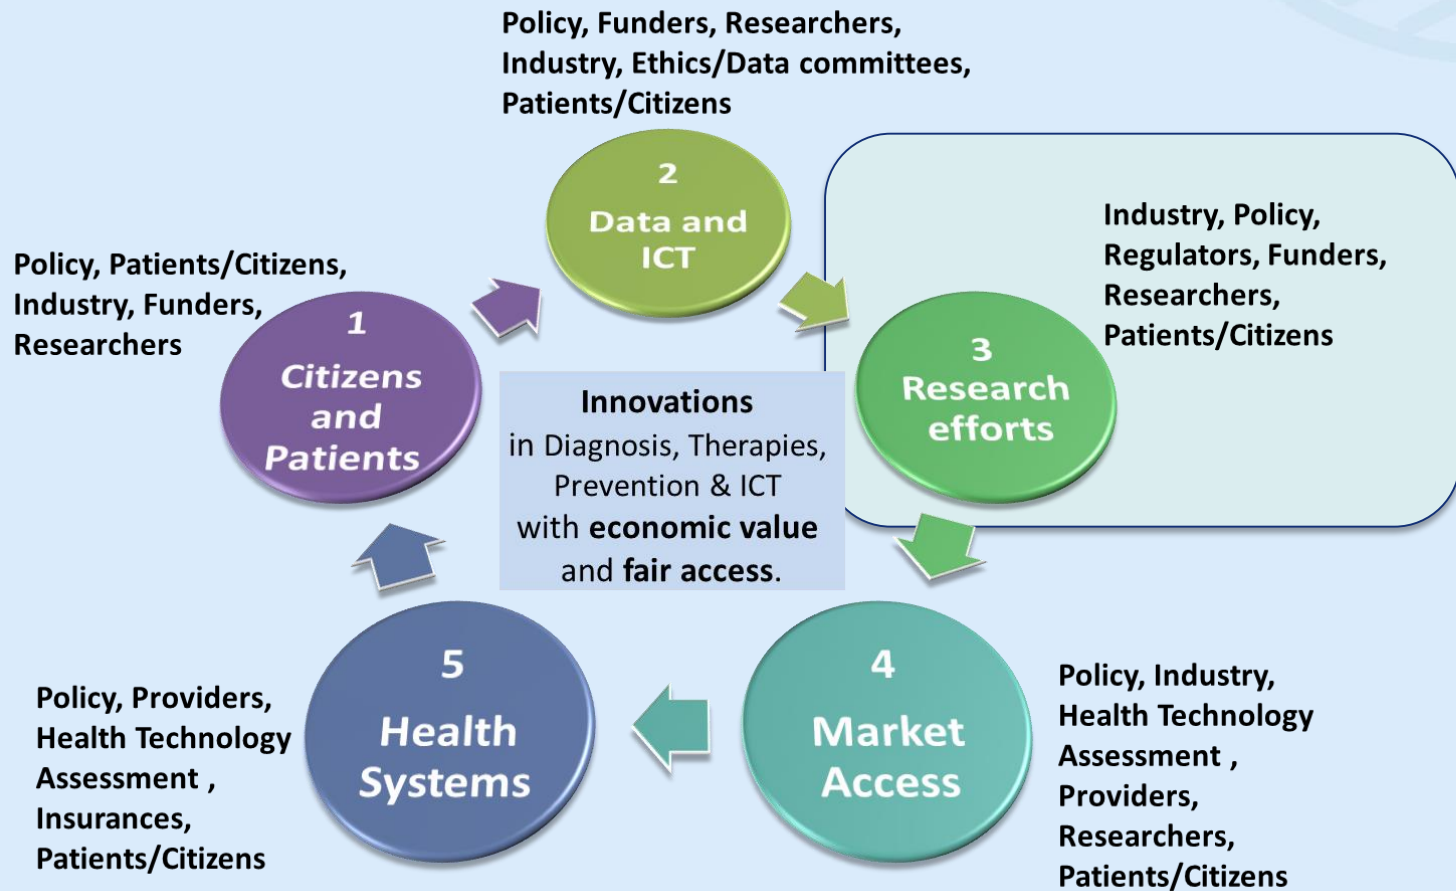 Policy, Funders, Researchers,
Industry, Ethics/Data committees,
Patients/Citizens
2
Data and
ICT
Policy, Patients/Citizens,
Industry, Funders,
Researchers
1
Citizens
and
Patients
Industry, Policy,
Regulators, Funders,
Researchers,
Patients/Citizens
3
Research
efforts
Innovations
in Diagnosis, Therapies,
Prevention & ICT
with economic value
and fair access.
5
Health
Systems
Policy, Providers,
Health Technology
Assessment ,
Insurances,
Patients/Citizens
4
Market
Access
Policy, Industry,
Health Technology
Assessment ,
Providers,
Researchers,
Patients/Citizens